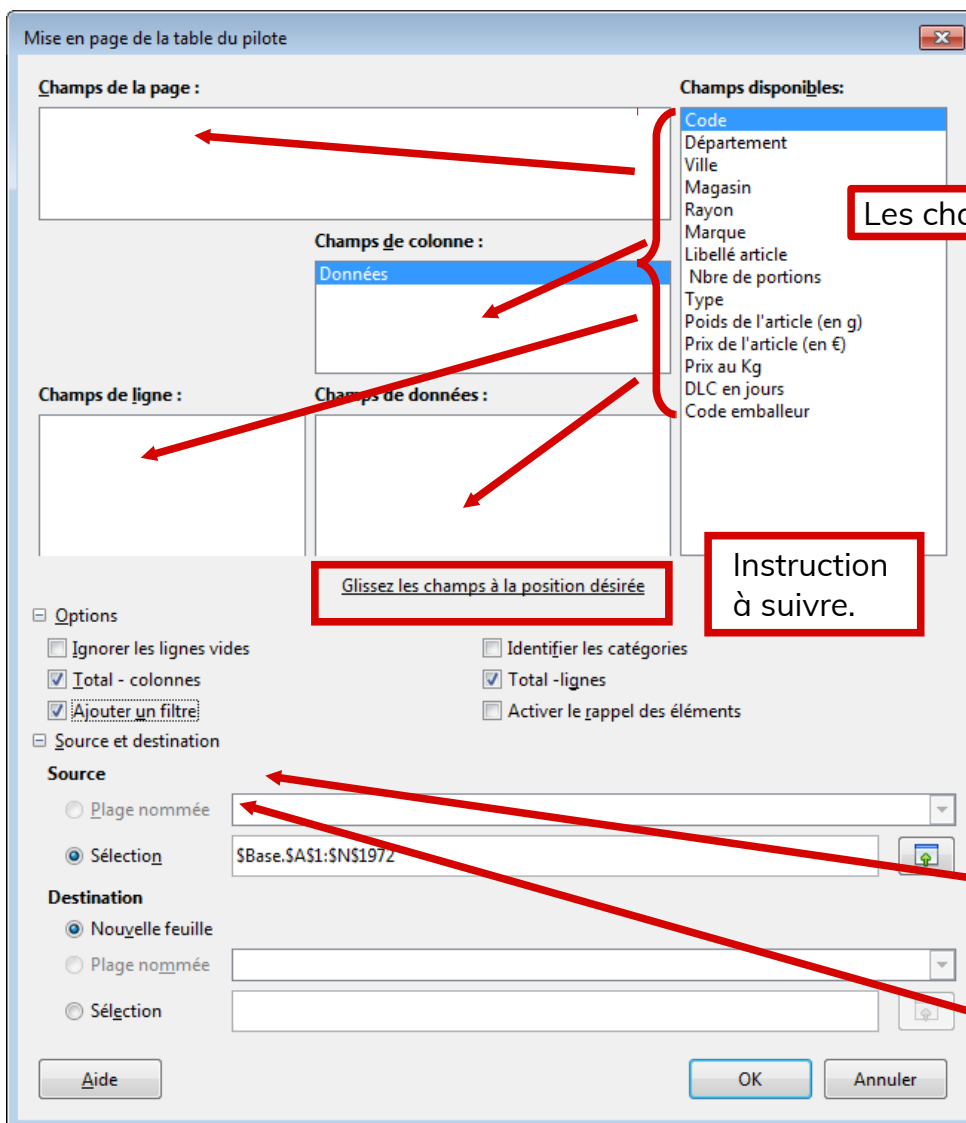 Mise en page de la table du pilote
Champs de la page :
Champs disponibles:
Code
Département
Ville
Magasin
Rayon
Marque
Libellé article
Nbre de portions
Type
Poids de l'article (en g)
Prix de l'article (en €)
Prix au Kg
DLC en jours
Code emballeur
Les cho
Champs de colonne :
Données
Champs de ligne :
Champs de données :
Glissez les champs à la position désirée
Instruction
à suivre.
Options
Ignorer les lignes vides
Identifier les catégories
Total - colonnes
Total -lignes
Ajouter un filtre
Activer le rappel des éléments
Source et destination
Source
Plage nommée
Sélection
$Base.$A$1:$N$1972
Destination
Nouvelle feuille
Plage nommée
Sélection
Aide
OK
Annuler